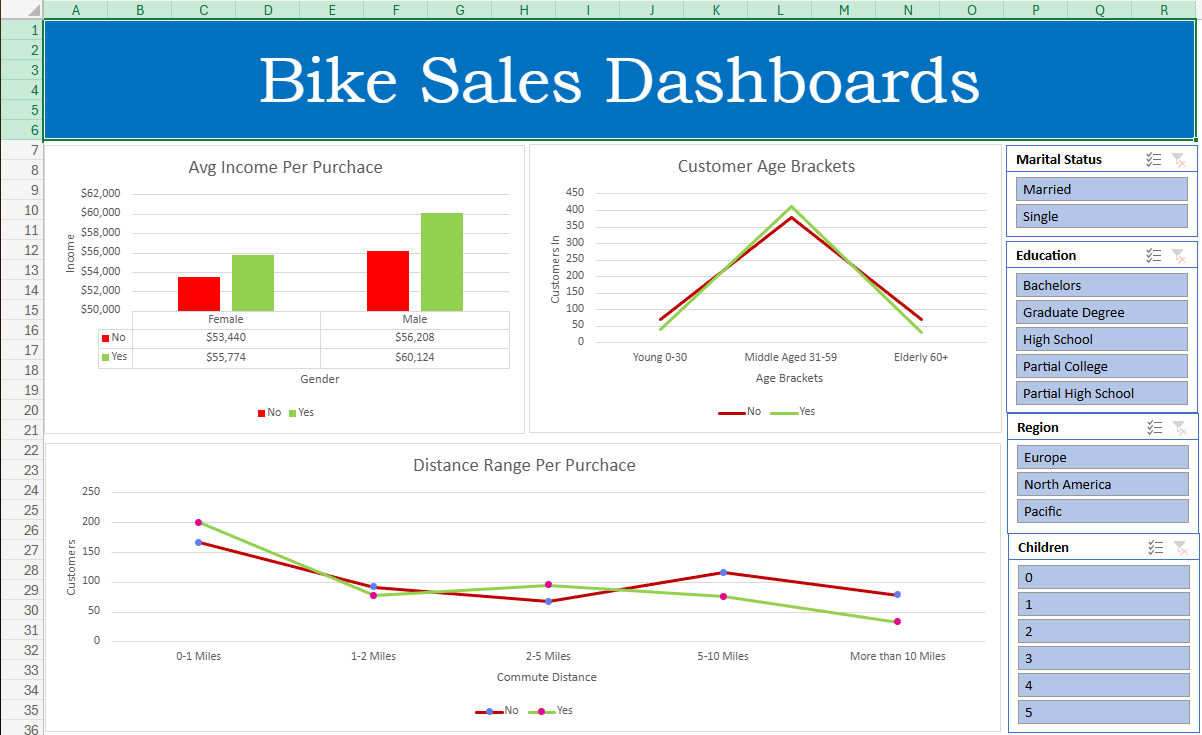 A B C D E F G H I J K L M N O P Q R
1
2
3
4
5
6
7
8
9
10
11
12
13
14
15
16
17
18
19
20
21
22
23
24
25
26
27
28
29
30
31
32
33
34
35
36
Bike Sales Dashboards
Avg Income Per Purchace
$62,000
$60,000
$58,000
$56,000
$54,000
$52,000
$50,000
Income
Female Male
No $53,440 $56,208
Yes $55,774 $60,124
Gender
No Yes
Customer Age Brackets
450
400
350
300
250
200
150
100
50
0
Customers In
Young 0-30 Middle Aged 31-59 Elderly 60+
Age Brackets
No Yes
Distance Range Per Purchace
250
200
150
100
50
0
Customers
0-1 Miles 1-2 Miles 2-5 Miles 5-10 Miles More than 10 Miles
Commute Distance
No Yes
Marital Status
Married
Single
Education
Bachelors
Graduate Degree
High School
Partial College
Partial High School
Region
Europe
North America
Pacific
Children
0
1
2
3
4
5